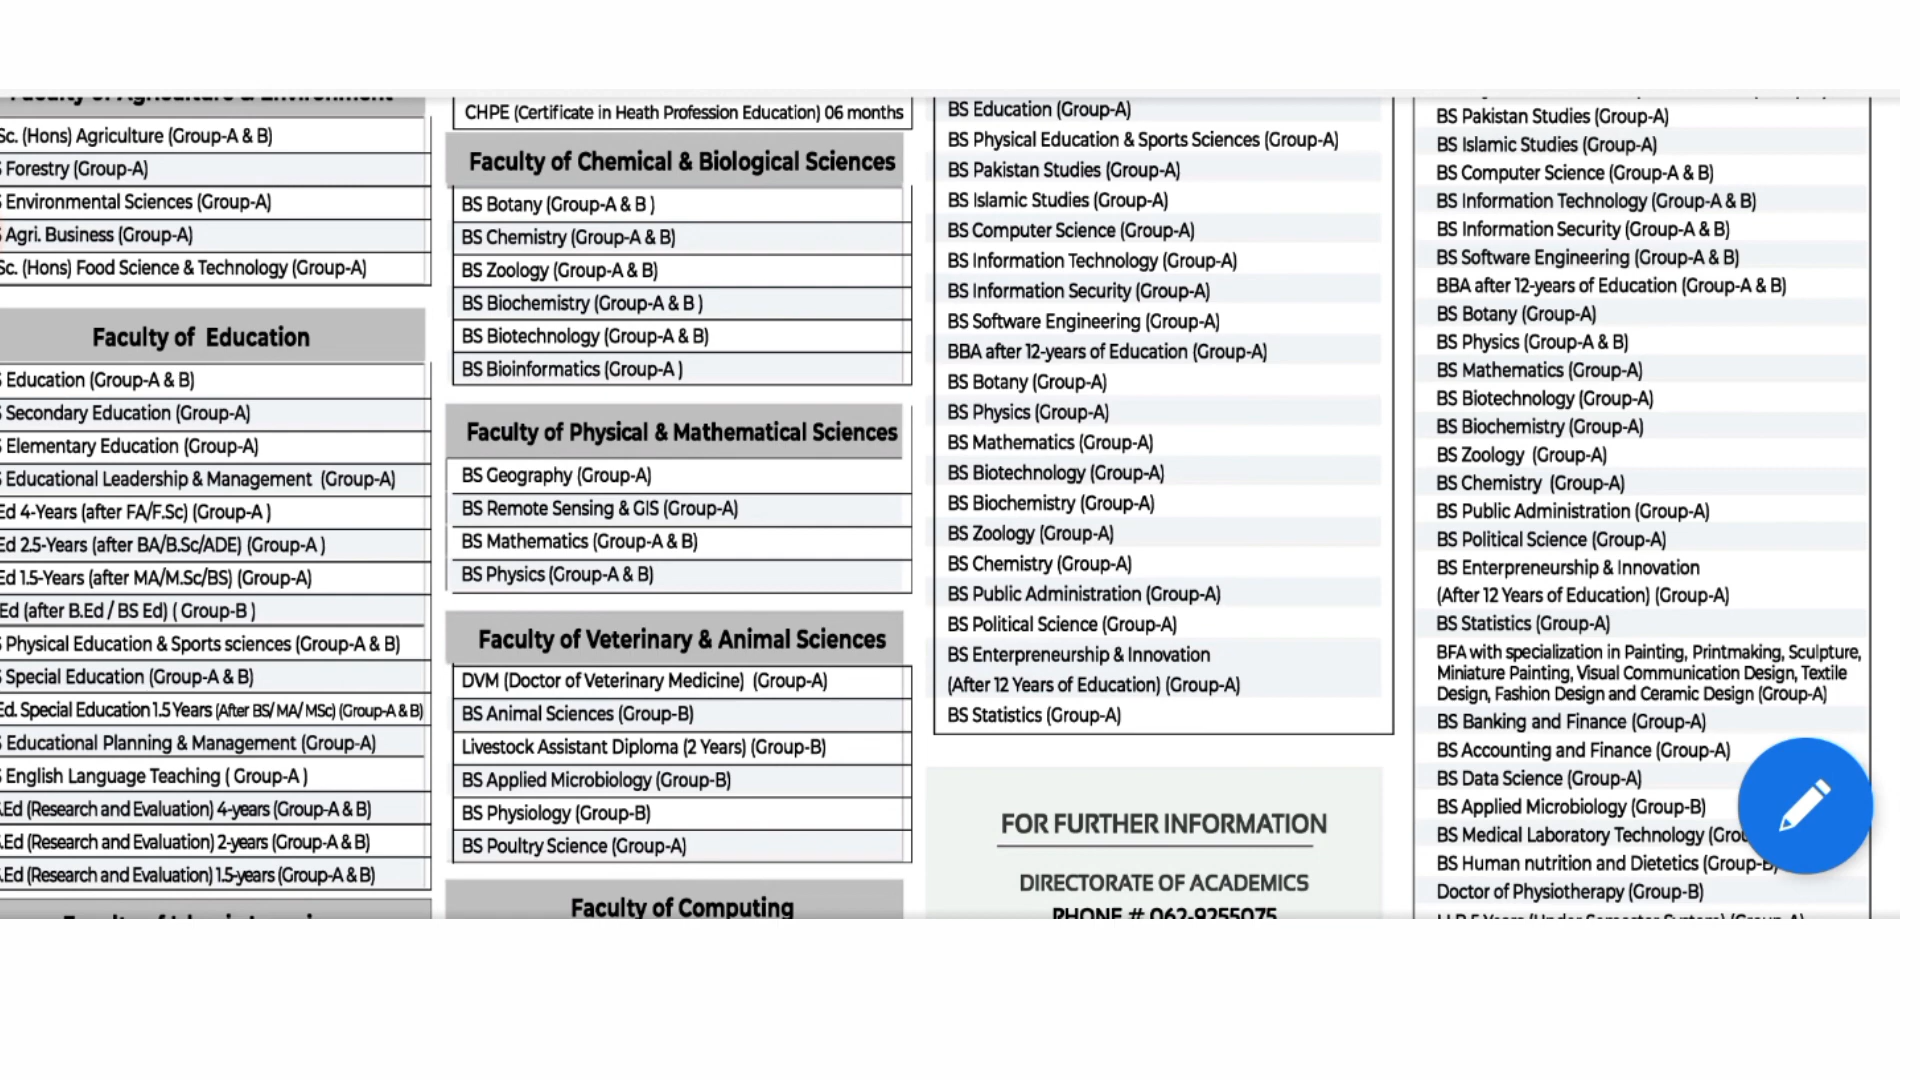 Faculty of Agriculture & Environment
Sc. (Hons) Agriculture (Group-A & B)
Forestry (Group-A)
Environmental Sciences (Group-A)
Agri. Business (Group-A)
Sc. (Hons) Food Science & Technology (Group-A)
Faculty of Education
Education (Group-A & B)
Secondary Education (Group-A)
Elementary Education (Group-A)
Educational Leadership & Management (Group-A)
Ed 4-Years (after FA/F.Sc) (Group-A )
Ed 2.5-Years (after BA/B.Sc/ADE) (Group-A )
Ed 1.5-Years (after MA/M.Sc/BS) (Group-A)
Ed (after B.Ed / BS Ed) ( Group-B )
Physical Education & Sports sciences (Group-A & B)
Special Education (Group-A & B)
Ed. Special Education 1.5 Years (After BS/ MA/ MSc) (Group-A & B)
Educational Planning & Management (Group-A)
English Language Teaching ( Group-A )
.Ed (Research and Evaluation) 4-years (Group-A & B)
.Ed (Research and Evaluation) 2-years (Group-A & B)
.Ed (Research and Evaluation) 1.5-years (Group-A & B)
CHPE (Certificate in Heath Profession Education) 06 months
Faculty of Chemical & Biological Sciences
BS Botany (Group-A & B )
BS Chemistry (Group-A & B)
BS Zoology (Group-A & B)
BS Biochemistry (Group-A & B )
BS Biotechnology (Group-A & B)
BS Bioinformatics (Group-A )
Faculty of Physical & Mathematical Sciences
BS Geography (Group-A)
BS Remote Sensing & GIS (Group-A)
BS Mathematics (Group-A & B)
BS Physics (Group-A & B)
Faculty of Veterinary & Animal Sciences
DVM (Doctor of Veterinary Medicine) (Group-A)
BS Animal Sciences (Group-B)
Livestock Assistant Diploma (2 Years) (Group-B)
BS Applied Microbiology (Group-B)
BS Physiology (Group-B)
BS Poultry Science (Group-A)
Faculty of Computing
BS Education (Group-A)
BS Physical Education & Sports Sciences (Group-A)
BS Pakistan Studies (Group-A)
BS Islamic Studies (Group-A)
BS Computer Science (Group-A)
BS Information Technology (Group-A)
BS Information Security (Group-A)
BS Software Engineering (Group-A)
BBA after 12-years of Education (Group-A)
BS Botany (Group-A)
BS Physics (Group-A)
BS Mathematics (Group-A)
BS Biotechnology (Group-A)
BS Biochemistry (Group-A)
BS Zoology (Group-A)
BS Chemistry (Group-A)
BS Public Administration (Group-A)
BS Political Science (Group-A)
BS Enterpreneurship & Innovation
(After 12 Years of Education) (Group-A)
BS Statistics (Group-A)
FOR FURTHER INFORMATION
DIRECTORATE OF ACADEMICS
PHONE # 062-9255075
BS Pakistan Studies (Group-A)
BS Islamic Studies (Group-A)
BS Computer Science (Group-A & B)
BS Information Technology (Group-A & B)
BS Information Security (Group-A & B)
BS Software Engineering (Group-A & B)
BBA after 12-years of Education (Group-A & B)
BS Botany (Group-A)
BS Physics (Group-A & B)
BS Mathematics (Group-A)
BS Biotechnology (Group-A)
BS Biochemistry (Group-A)
BS Zoology (Group-A)
BS Chemistry (Group-A)
BS Public Administration (Group-A)
BS Political Science (Group-A)
BS Enterpreneurship & Innovation
(After 12 Years of Education) (Group-A)
BS Statistics (Group-A)
BFA with specialization in Painting, Printmaking, Sculpture,
Miniature Painting, Visual Communication Design, Textile
Design, Fashion Design and Ceramic Design (Group-A)
BS Banking and Finance (Group-A)
BS Accounting and Finance (Group-A)
BS Data Science (Group-A)
BS Applied Microbiology (Group-B)
BS Medical Laboratory Technology (Grou
BS Human nutrition and Dietetics (Group-B)
Doctor of Physiotherapy (Group-B)
LLB 5 Years (Under Semester System) (Group-A)